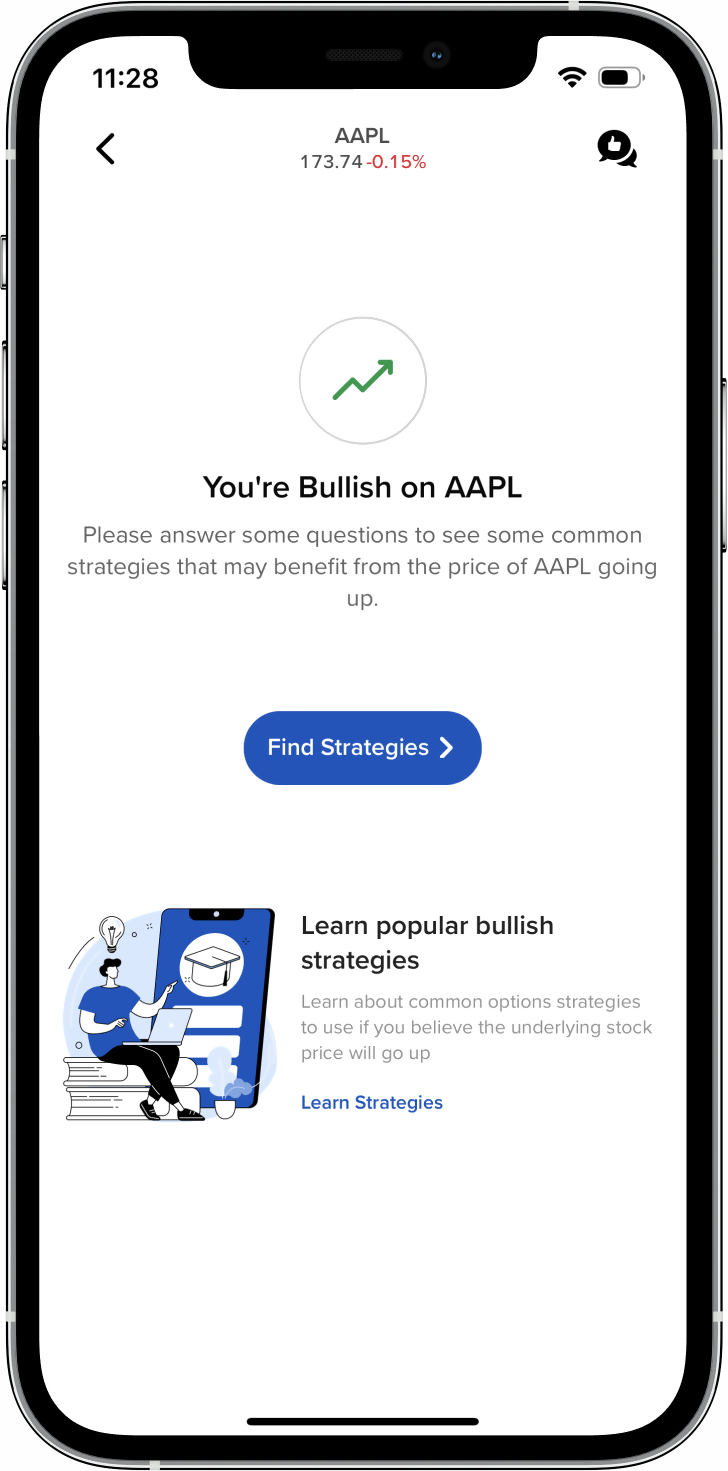 11:28
AAPL
173.74 -0.15%
You're Bullish on AAPL
Please answer some questions to see some common
strategies that may benefit from the price of AAPL going
up.
Find Strategies
Learn popular bullish
strategies
Learn about common options strategies
to use if you believe the underlying stock
price will go up
Learn Strategies